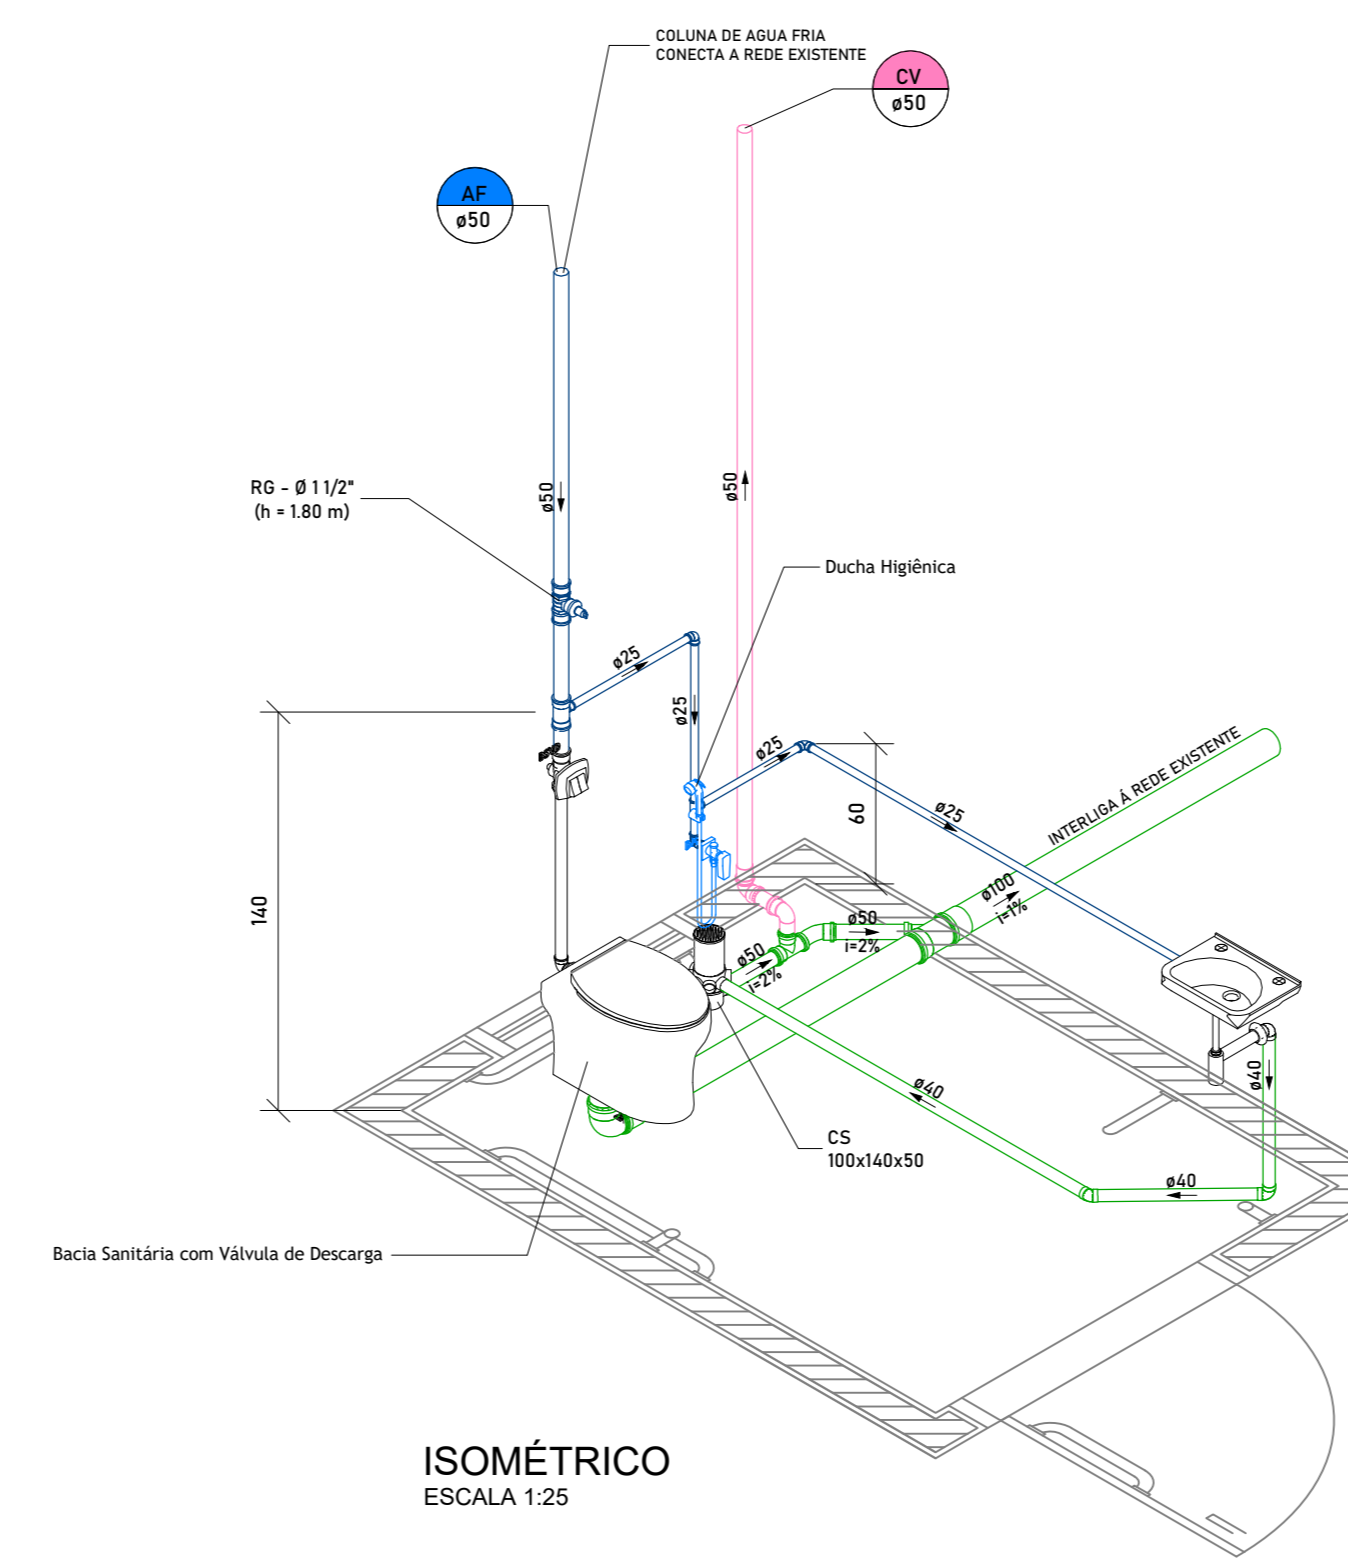 COLUNA DE AGUA FRIA
CONECTA A REDE EXISTENTE
CV
ø50
AF
ø50
RG - Ø 1 1/2"
(h = 1.80 m)
ø50
ø50
Ducha Higiênica
ø25
ø25
ø25
ø25
60
INTERLIGA Á REDE EXISTENTE
ø100
i=1%
140
ø50
i=2%
ø50
i=2%
ø40
ø40
ø40
CS
100x140x50
Bacia Sanitária com Válvula de Descarga
ISOMÉTRICO
ESCALA 1:25